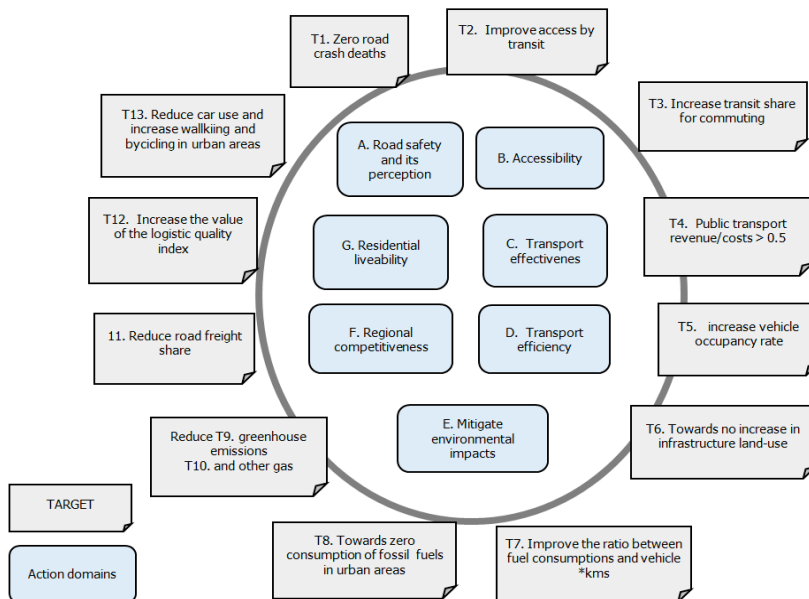 T1. Zero road
crash deaths
T2. Improve access by
transit
T3. Increase transit share
for commuting
T13. Reduce car use and
increase wallkiing and
bycicling in urban areas
A. Road safety
and its
perception
B. Accessibility
T12. Increase the value
of the logistic quality
index
G. Residential
liveability
C. Transport
effectivenes
T4. Public transport
revenue/costs > 0.5
11. Reduce road freight
share
F. Regional
competitiveness
D. Transport
efficiency
T5. increase vehicle
occupancy rate
E. Mitigate
environmental
impacts
T6. Towards no increase in
infrastructure land-use
Reduce T9. greenhouse
emissions
T10. and other gas
TARGET
Action domains
T8. Towards zero
consumption of fossil fuels
in urban areas
T7. Improve the ratio between
fuel consumptions and vehicle
*kms